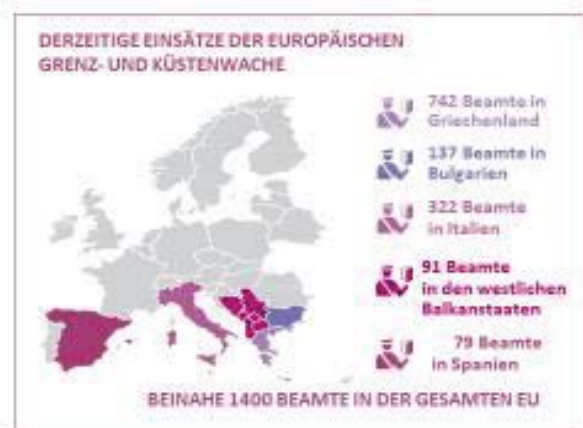 DERZEITIGE EINSÄTZE DER EUROPÄISCHEN
GRENZ- UND KÜSTENWACHE
742 Beamte in
Griechenland
137 Beamte in
Bulgarien
322 Beamte
in Italien
91 Beamte
in den westlichen
Balkanstaaten
79 Beamte
in Spanien
BEINAHE 1400 BEAMTE IN DER GESAMTEN EU